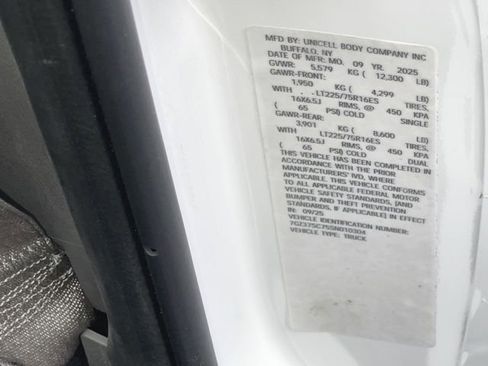 MFD BY: UNICELL BODY COMPANY INC
BUFFALO, NY
DATE OF MFR: MO. 09 YR. 2025
GVWR: 5,579 KG ( 12,300 LB)
GAWR-FRONT:
1,950 KG ( 4,299 LB)
WITH . . LT225/75R16ES TIRES,
16X6.5J RIMS, @ 450 KPA
( 65 PSI) COLD SINGLE
GAWR-REAR:
3,901 KG ( 8,600 LB)
WITH LT225/75R16ES TIRES,
16X6.5J RIMS, @ 450 KPA
( 65 PSI) COLD DUAL
THIS VEHICLE HAS BEEN COMPLETED IN
ACCORDANCE WITH THE PRIOR
MANUFACTURERS' IVD, WHERE
APPLICABLE. THIS VEHICLE CONFORMS
TO ALL APPLICABLE FEDERAL MOTOR
VEHICLE SAFETY STANDARDS, [AND
BUMPER AND THEFT PREVENTION
STANDARDS, IF APPLICABLE] IN EFFECT
IN: 09/25
VEHICLE IDENTIFICATION NUMBER:
7GZ37SC75SN010304
VEHICLE TYPE: TRUCK